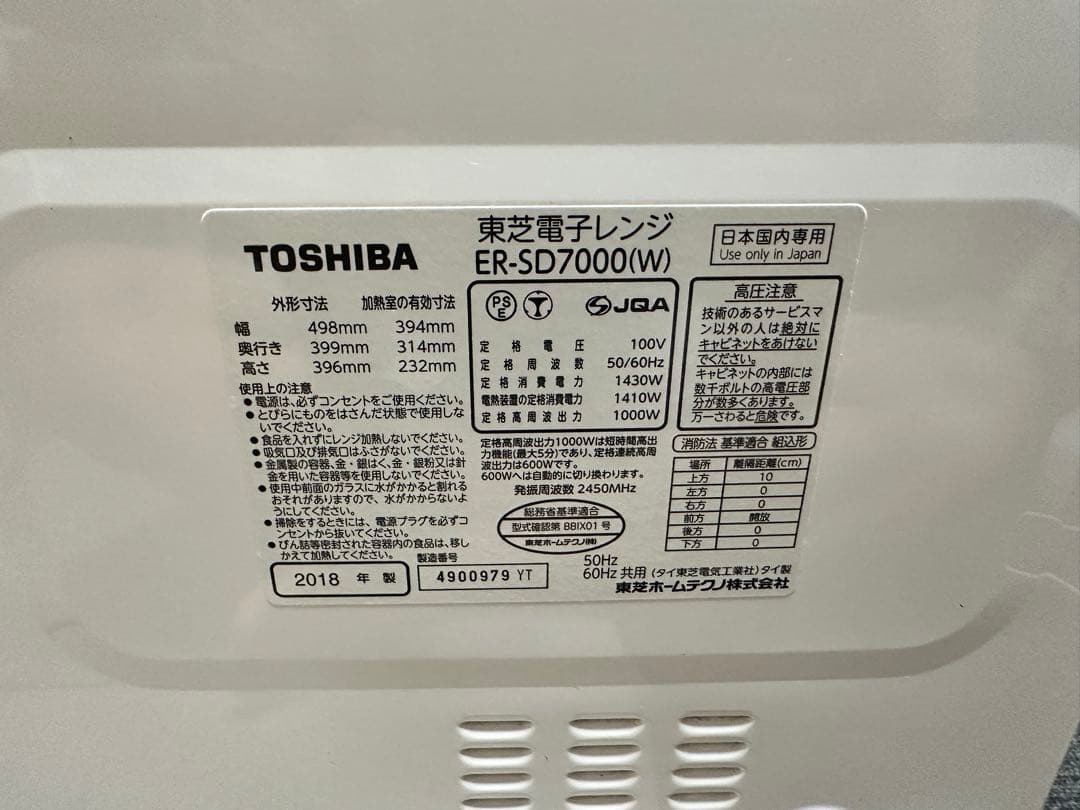 TOSHIBA
東芝電子レンジ
ER-SD7000(W)
日本国内専用
Use only in Japan
外形寸法 加熱室の有効寸法
幅 498mm 394mm
奥行き 399mm 314mm
高さ 396mm 232mm
使用上の注意
●電源は、必ずコンセントをご使用ください。
●とびらにものをはさんだ状態で使用しな
いでください。
●食品を入れずにレンジ加熱しないでください。
●吸気口及び排気口はふさがないでください。
●金属製の容器、金・銀はく、金・銀粉又は針
金を用いた容器等を使用しないでください。
●使用中前面のガラスに水がかかると割れる
おそれがありますので、水がかからないよ
うにしてください。
●掃除をするときには、電源プラグを必ずコ
ンセントから抜いてください。
●びん詰等密封された容器内の食品は、移し
かえて加熱してください。
PS
E
JQA
定格電圧 100V
定格周波数 50/60Hz
定格消費電力 1430W
電熱装置の定格消費電力 1410W
定格高周波出力 1000W
定格高周波出力1000Wは短時間高出
力機能(最大5分)であり、定格連続高周
波出力は600Wです。
600Wへは自動的に切り換わります。
発振周波数 2450MHz
総務省基準適合
型式確認第 BBIX01 号
東芝ホームテクノ(株)
高圧注意
技術のあるサービスマ
ン以外の人は絶対に
キャビネットをあけない
でください。
キャビネットの内部には
数千ボルトの高電圧部
分が数多くあります。
万一さわると危険です。
消防法 基準適合 組込形
場所 離隔距離(cm)
上方 10
左方 0
右方 0
前方 開放
後方 0
下方 0
2018 年 製
製造番号
4900979 YT
50Hz
60Hz 共用 (タイ東芝電気工業社)タイ製
東芝ホームテクノ株式会社